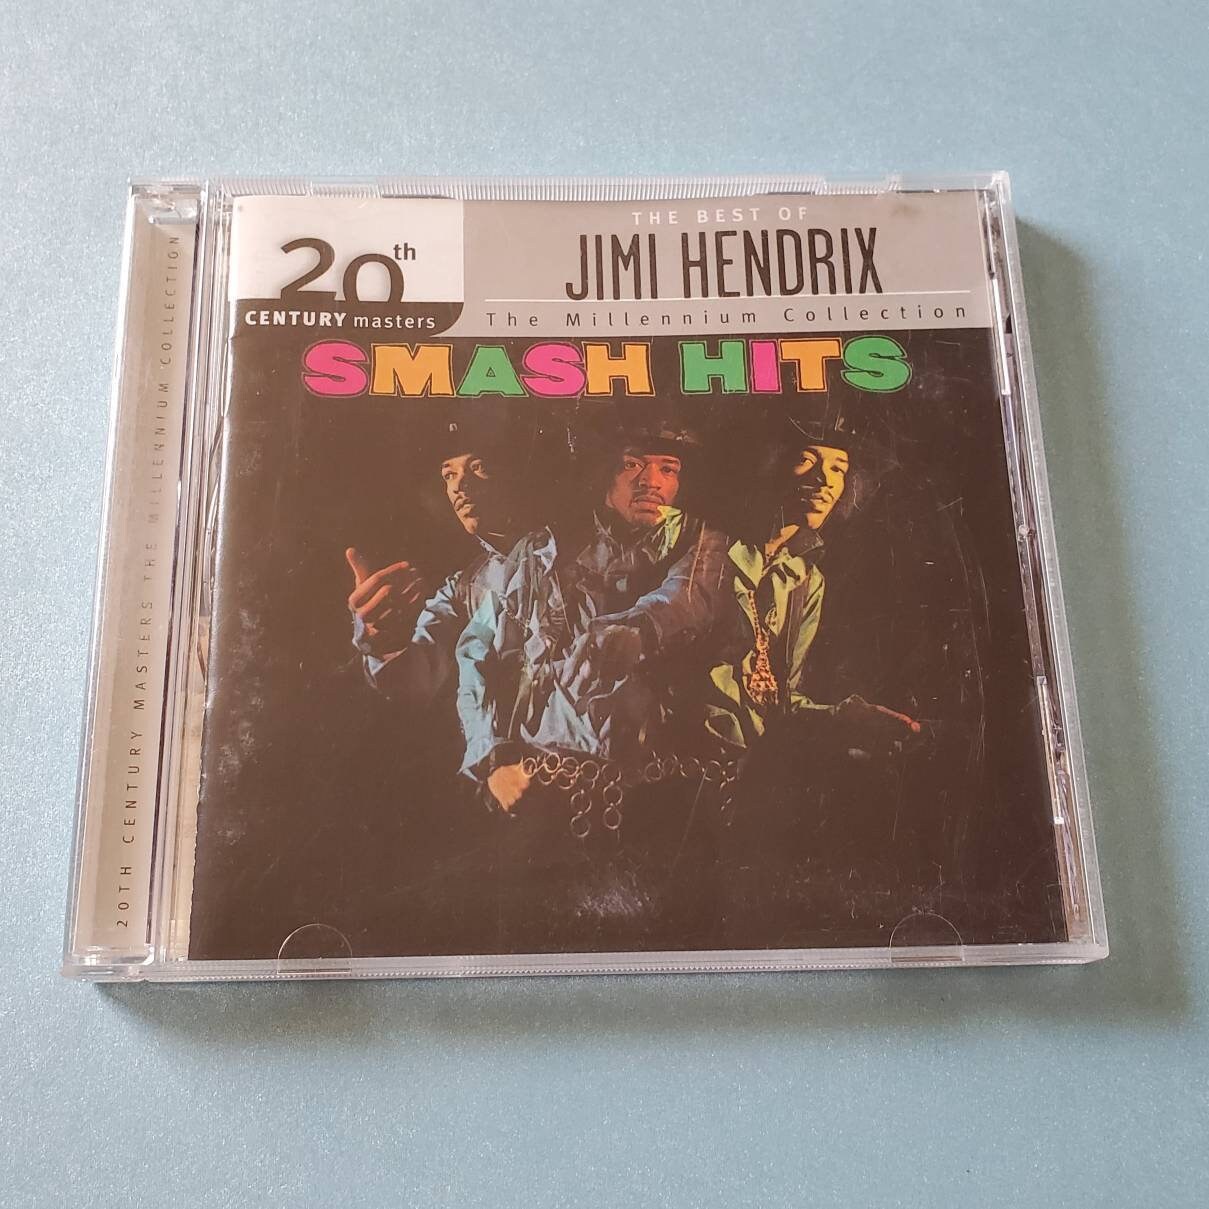 20th
CENTURY masters
THE BEST OF
JIMI HENDRIX
The Millennium Collection
SMASH HITS
20TH CENTURY MASTERS THE MILLENNIUM COLLECTION